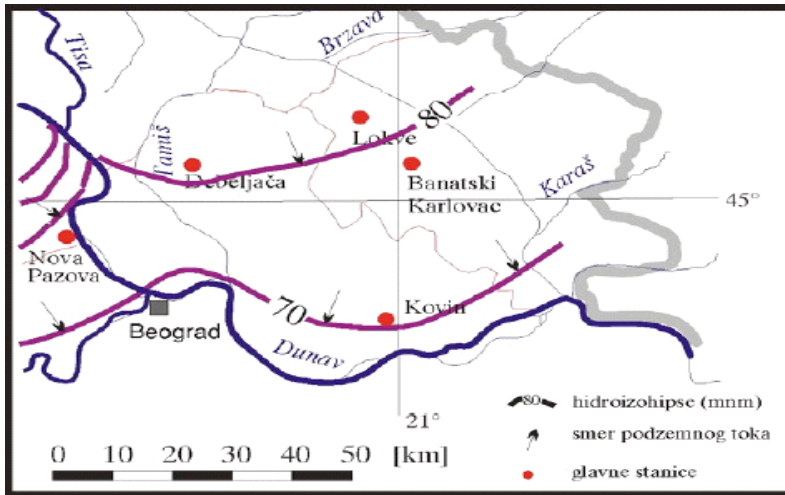 Tisa
Brzava
Tamiš
80
Lokve
Debeljača
Banatski
Karlovac
Karaš
45°
Nova
Pazova
70
Kovin
Beograd
Dunav
21°
80 hidroizohipse (mnm)
smer podzemnog toka
glavne stanice
0 10 20 30 40 50 [km]